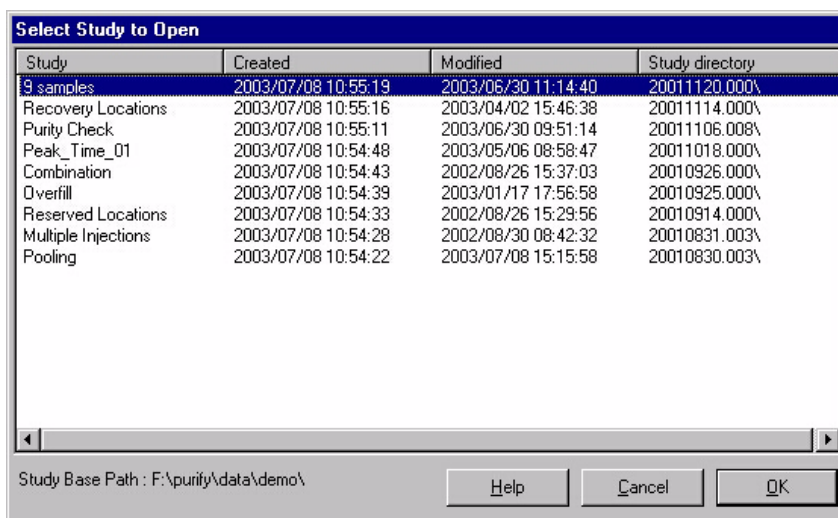 Select Study to Open
Study Created Modified Study directory
9 samples 2003/07/08 10:55:19 2003/06/30 11:14:40 20011120.000\
Recovery Locations 2003/07/08 10:55:16 2003/04/02 15:46:38 20011114.000\
Purity Check 2003/07/08 10:55:11 2003/06/30 09:51:14 20011106.008\
Peak_Time_01 2003/07/08 10:54:48 2003/05/06 08:58:47 20011018.000\
Combination 2003/07/08 10:54:43 2002/08/26 15:37:03 20010926.000\
Overfill 2003/07/08 10:54:39 2003/01/17 17:56:58 20010925.000\
Reserved Locations 2003/07/08 10:54:33 2002/08/26 15:29:56 20010914.000\
Multiple Injections 2003/07/08 10:54:28 2002/08/30 08:42:32 20010831.003\
Pooling 2003/07/08 10:54:22 2003/07/08 15:15:58 20010830.003\
Study Base Path : F:\purify\data\demo\ Help Cancel OK